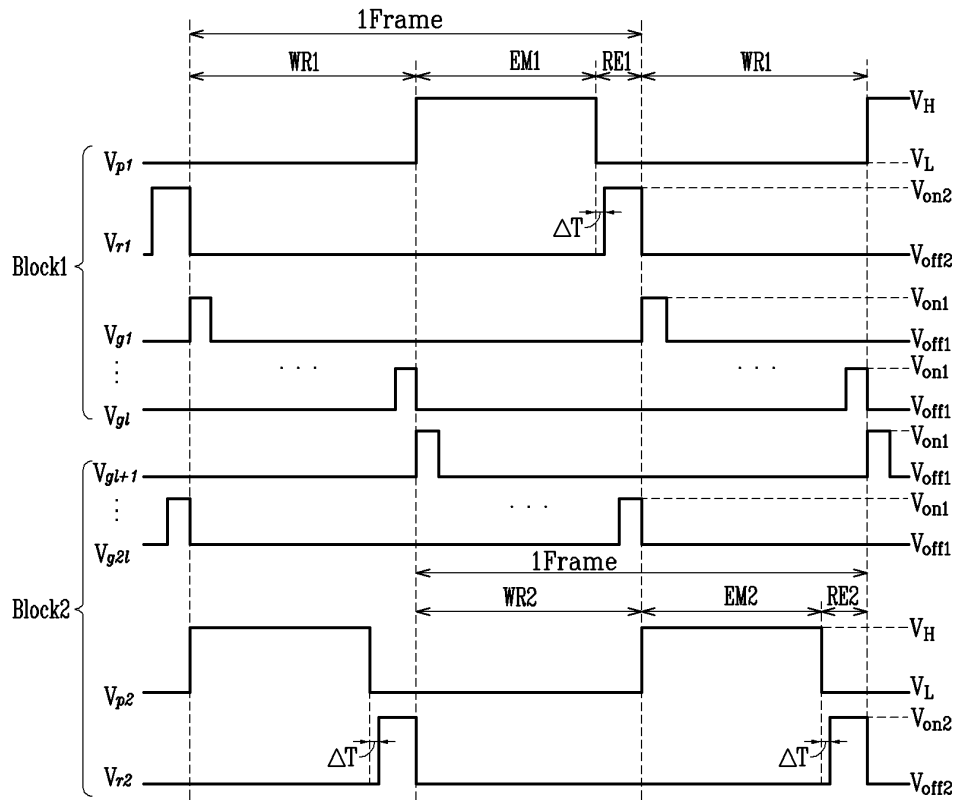 1Frame
WR1 EM1 RE1 WR1
V_H
V_p1 V_L
V_on2
ΔT
V_r1
V_off2
Block1
V_on1
V_g1 V_off1
⋮ · · · · · · V_on1
V_gl V_off1
V_on1
V_gl+1 V_off1
⋮ · · · V_on1
V_g2l V_off1
1Frame
Block2
WR2 EM2 RE2
V_H
V_p2 V_L
V_on2
ΔT ΔT
V_r2 V_off2